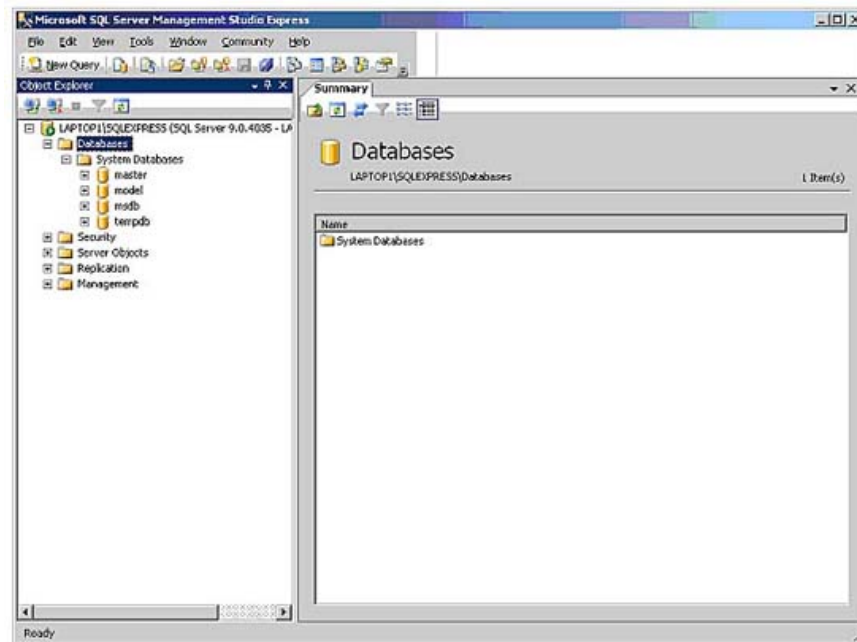 Microsoft SQL Server Management Studio Express
File Edit View Tools Window Community Help
New Query
Object Explorer
LAPTOP1\SQLEXPRESS (SQL Server 9.0.4035 - LA
Databases
System Databases
master
model
msdb
tempdb
Security
Server Objects
Replication
Management
Summary
Databases
LAPTOP1\SQLEXPRESS\Databases
1 Item(s)
Name
System Databases
Ready